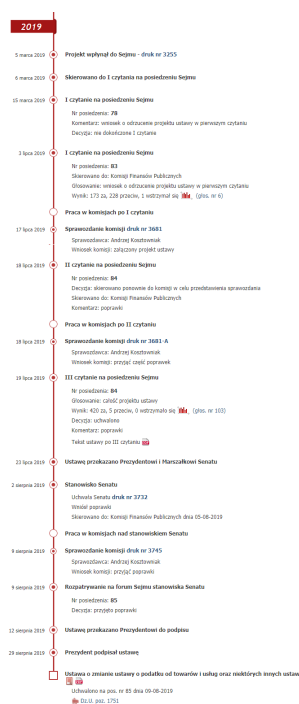 2019
5 marca 2019 Projekt wpłynął do Sejmu - druk nr 3255
6 marca 2019 Skierowano do I czytania na posiedzeniu Sejmu
15 marca 2019 I czytanie na posiedzeniu Sejmu
Nr posiedzenia: 78
Komentarz: wniosek o odrzucenie projektu ustawy w pierwszym czytaniu
Decyzja: nie dokończone I czytanie
3 lipca 2019 I czytanie na posiedzeniu Sejmu
Nr posiedzenia: 83
Skierowano do: Komisji Finansów Publicznych
Głosowanie: wniosek o odrzucenie projektu ustawy w pierwszym czytaniu
Wynik: 173 za, 228 przeciw, 1 wstrzymał się (głos. nr 6)
Praca w komisjach po I czytaniu
17 lipca 2019 Sprawozdanie komisji druk nr 3681
Sprawozdawca: Andrzej Kosztowniak
Wniosek komisji: załączony projekt ustawy
18 lipca 2019 II czytanie na posiedzeniu Sejmu
Nr posiedzenia: 84
Decyzja: skierowano ponownie do komisji w celu przedstawienia sprawozdania
Skierowano do: Komisji Finansów Publicznych
Komentarz: poprawki
Praca w komisjach po II czytaniu
18 lipca 2019 Sprawozdanie komisji druk nr 3681-A
Sprawozdawca: Andrzej Kosztowniak
Wniosek komisji: przyjąć część poprawek
19 lipca 2019 III czytanie na posiedzeniu Sejmu
Nr posiedzenia: 84
Głosowanie: całość projektu ustawy
Wynik: 420 za, 5 przeciw, 0 wstrzymało się (głos. nr 103)
Decyzja: uchwalono
Komentarz: poprawki
Tekst ustawy po III czytaniu
23 lipca 2019 Ustawę przekazano Prezydentowi i Marszałkowi Senatu
2 sierpnia 2019 Stanowisko Senatu
Uchwała Senatu druk nr 3732
Wniósł poprawki
Skierowano do: Komisji Finansów Publicznych dnia 05-08-2019
Praca w komisjach nad stanowiskiem Senatu
9 sierpnia 2019 Sprawozdanie komisji druk nr 3745
Sprawozdawca: Andrzej Kosztowniak
Wniosek komisji: przyjąć poprawki
9 sierpnia 2019 Rozpatrywanie na forum Sejmu stanowiska Senatu
Nr posiedzenia: 85
Decyzja: przyjęto poprawki
12 sierpnia 2019 Ustawę przekazano Prezydentowi do podpisu
29 sierpnia 2019 Prezydent podpisał ustawę
Ustawa o zmianie ustawy o podatku od towarów i usług oraz niektórych innych ustaw
Uchwalono na pos. nr 85 dnia 09-08-2019
Dz.U. poz. 1751